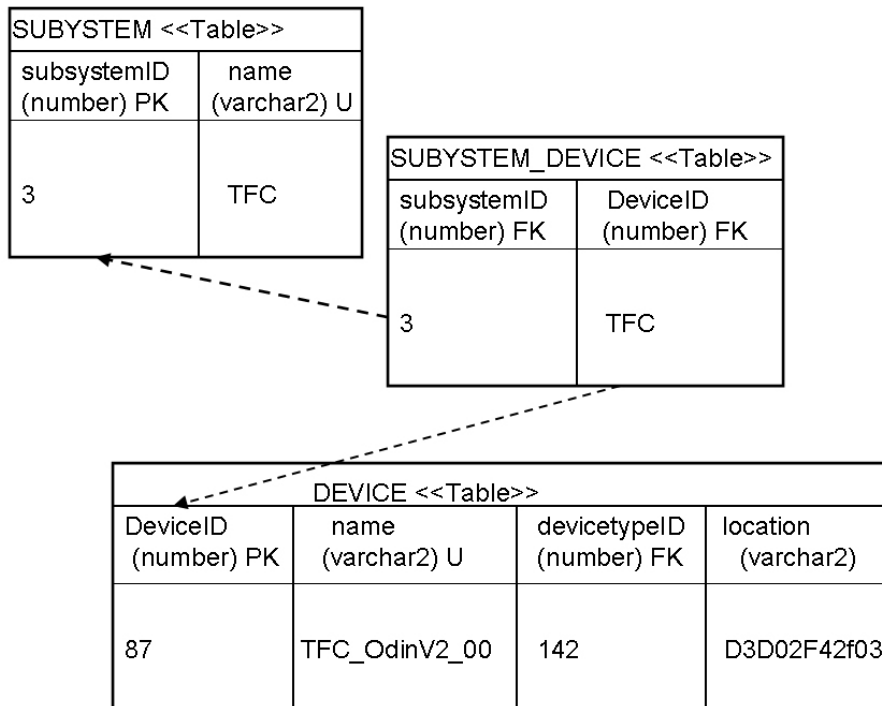 SUBYSTEM <<Table>>
subsystemID name
(number) PK (varchar2) U
3 TFC
SUBYSTEM_DEVICE <<Table>>
subsystemID DeviceID
(number) FK (number) FK
3 TFC
DEVICE <<Table>>
DeviceID name devicetypeID location
(number) PK (varchar2) U (number) FK (varchar2)
87 TFC_OdinV2_00 142 D3D02F42f03